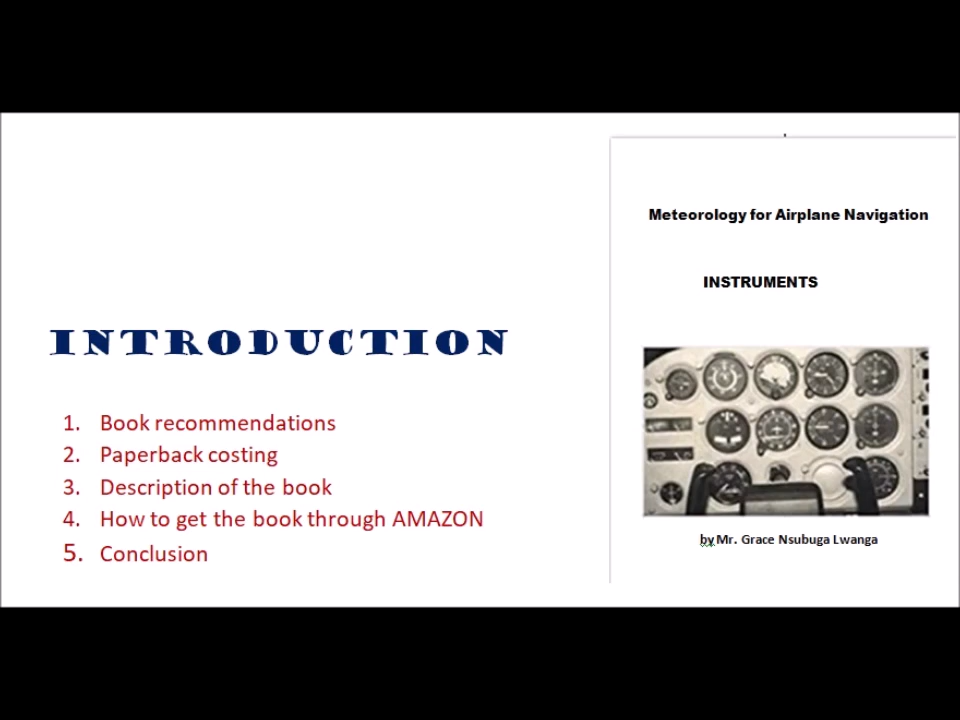 INTRODUCTION
1. Book recommendations
2. Paperback costing
3. Description of the book
4. How to get the book through AMAZON
5. Conclusion
Meteorology for Airplane Navigation
INSTRUMENTS
by Mr. Grace Nsubuga Lwanga